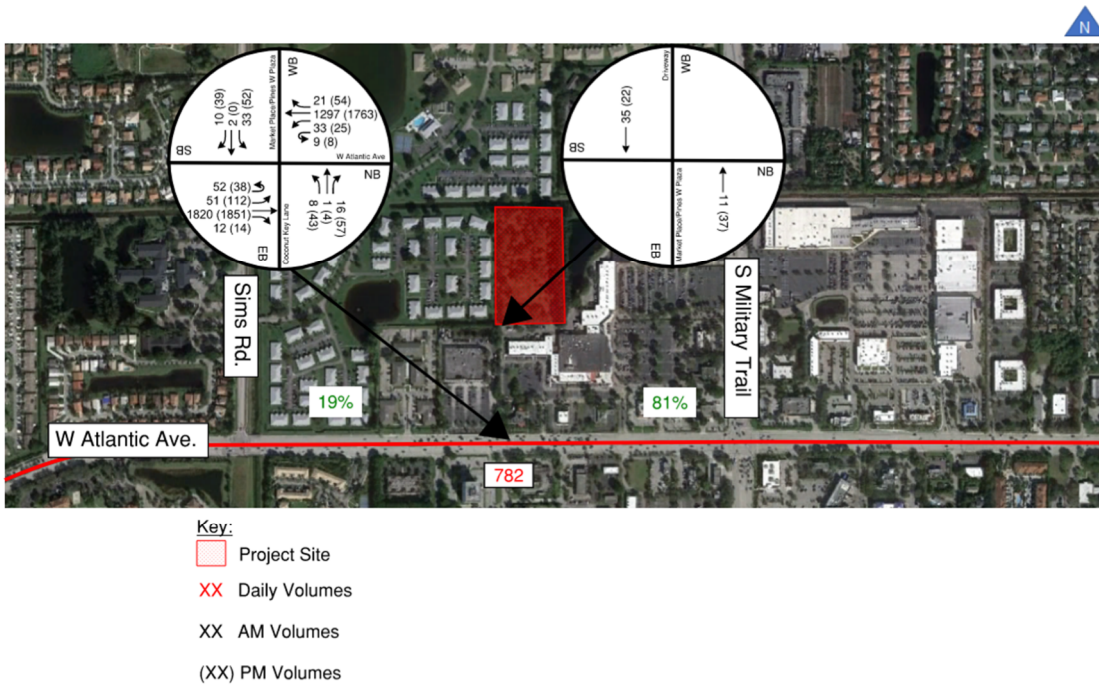 N
WB
Market Place/Pines W Plaza
10 (39)
2 (0)
33 (52)
21 (54)
1297 (1763)
33 (25)
9 (8)
SB
W Atlantic Ave
NB
52 (38)
51 (112)
1820 (1851)
12 (14)
8 (43)
1 (4)
16 (57)
Coconut Key Lane
EB
Driveway
WB
35 (22)
SB
NB
Market Place/Pines W Plaza
11 (37)
EB
Sims Rd.
S Military Trail
19%
81%
W Atlantic Ave.
782
Key:
Project Site
XX Daily Volumes
XX AM Volumes
(XX) PM Volumes